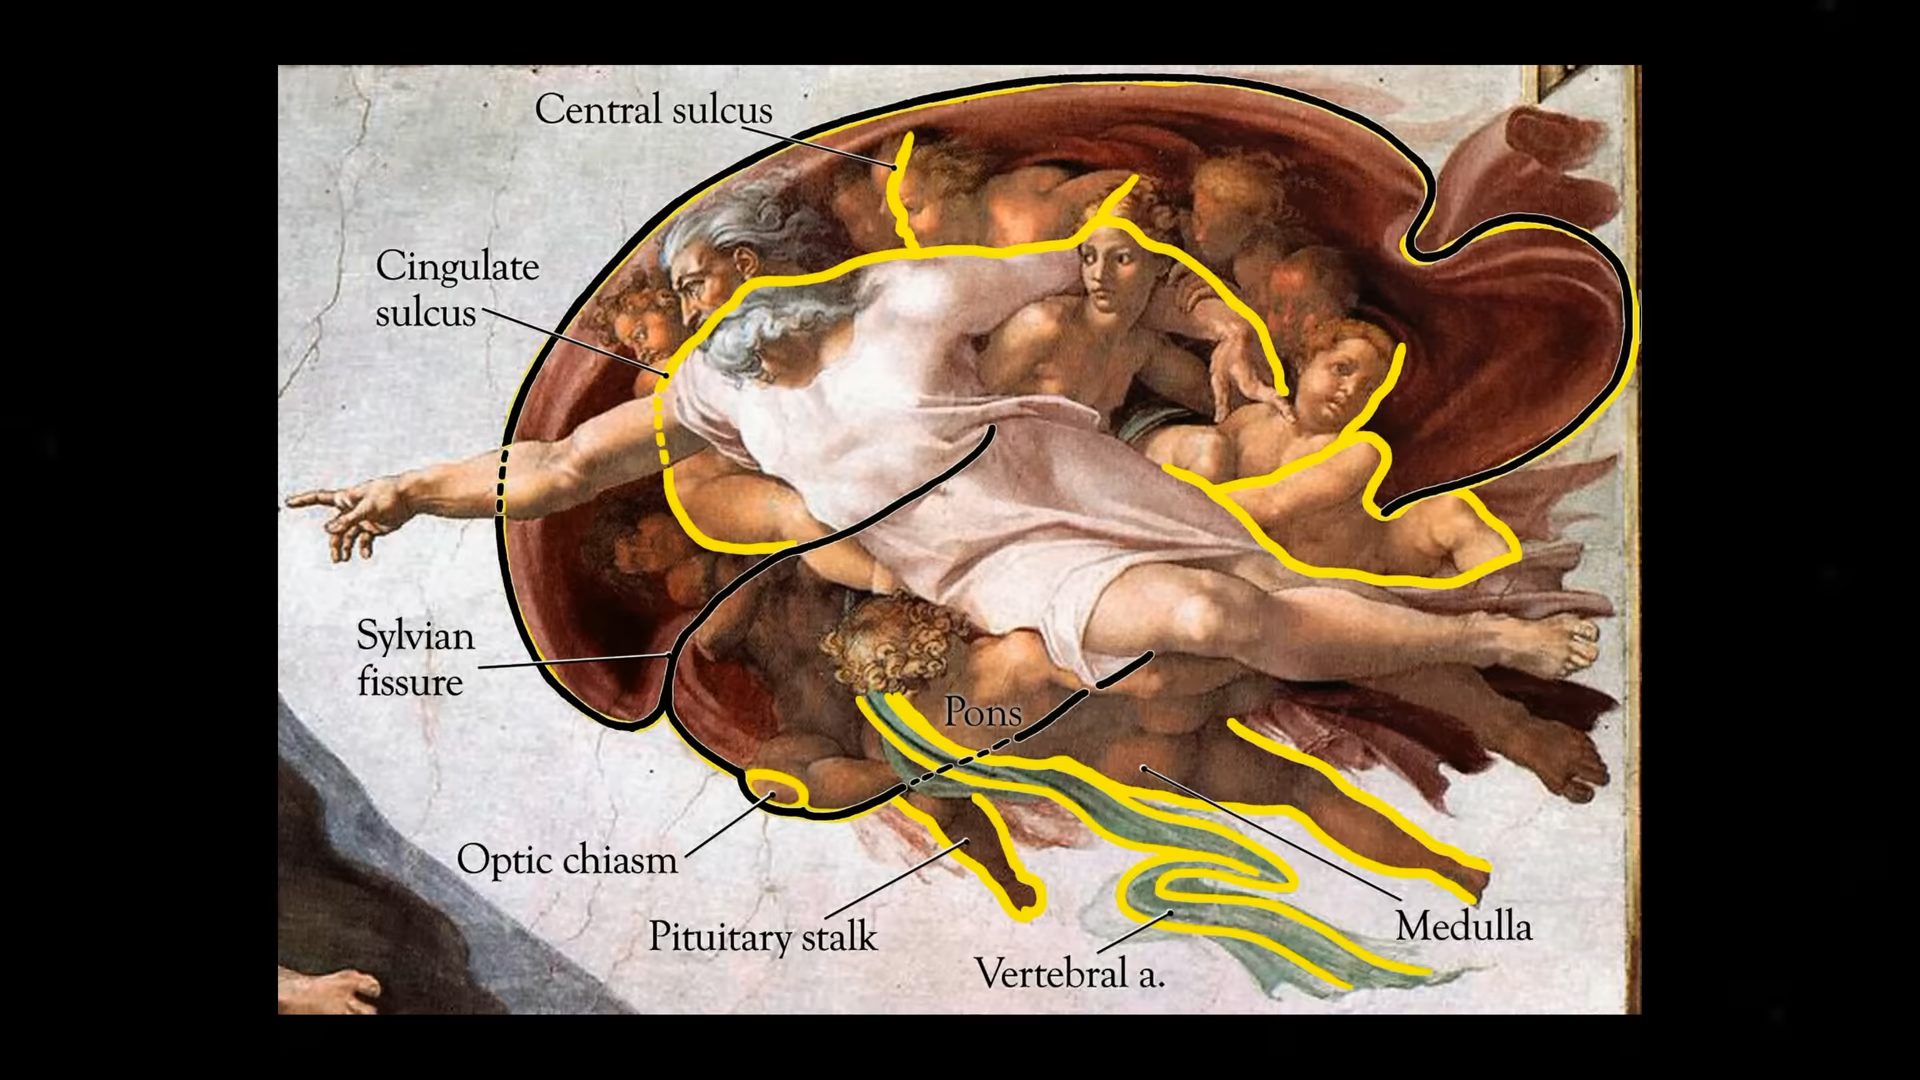 Central sulcus
Cingulate
sulcus
Sylvian
fissure
Pons
Optic chiasm
Pituitary stalk
Medulla
Vertebral a.